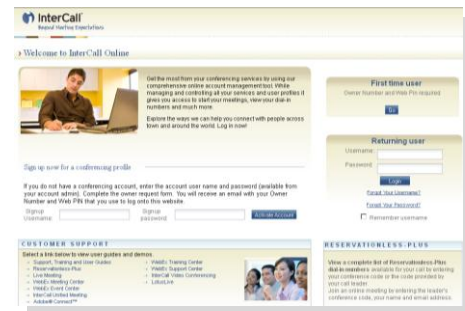 InterCall
Beyond Meeting Expectations
Welcome to InterCall Online
Get the most from your conferencing services by using our
comprehensive online account management tool. While
managing and controlling all your services and user profiles it
gives you access to start your meetings, view your dial-in
numbers and much more.
Explore the ways we can help you connect with people across
town and around the world. Log in now!
First time user
Owner Number and Web Pin required
Go
Returning user
Username
Password
Login
Forgot Your Username?
Forgot Your Password?
Remember username
Sign up now for a conferencing profile
If you do not have a conferencing account, enter the account user name and password (available from
your account admin). Complete the owner request form. You will receive an email with your Owner
Number and Web PIN that you use to log onto this website.
Signup
Username:
Signup
password:
Activate Account
CUSTOMER SUPPORT
Select a link below to view user guides and demos.
- Support, Training and User Guides
- Reservationless-Plus
- Live Meeting
- WebEx Meeting Center
- WebEx Event Center
- InterCall Unified Meeting
- Adobe® Connect™
- WebEx Training Center
- WebEx Support Center
- InterCall Video Conferencing
- LotusLive
RESERVATIONLESS-PLUS
View a complete list of Reservationless-Plus
dial-in numbers available for your call by entering
your conference code or the code provided by
your call leader.
Join an online meeting by entering the leader's
conference code, your name and email address.